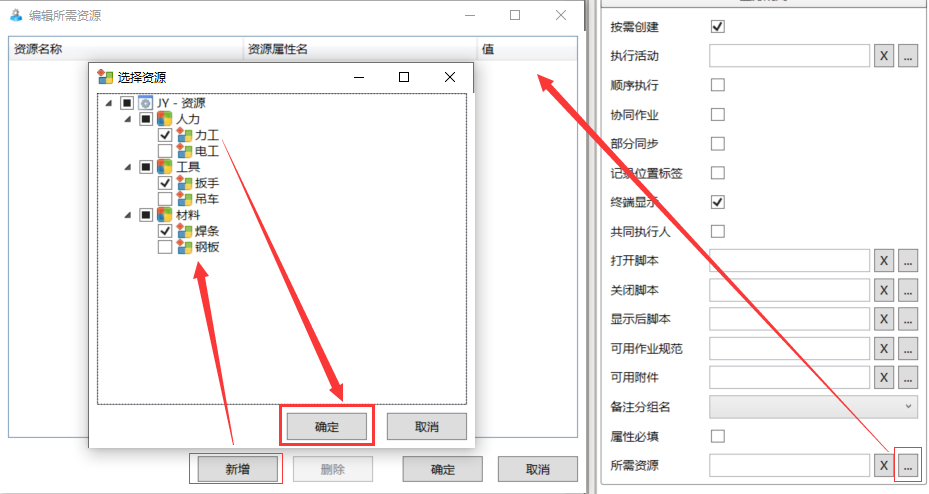 编辑所需资源
资源名称 资源属性名 值
选择资源
JY - 资源
人力
力工
电工
工具
扳手
吊车
材料
焊条
钢板
确定 取消
新增 删除 确定 取消
按需创建
执行活动 X ...
顺序执行
协同作业
部分同步
记录位置标签
终端显示
共同执行人
打开脚本 X ...
关闭脚本 X ...
显示后脚本 X ...
可用作业规范 X ...
可用附件 X ...
备注分组名
属性必填
所需资源 X ...